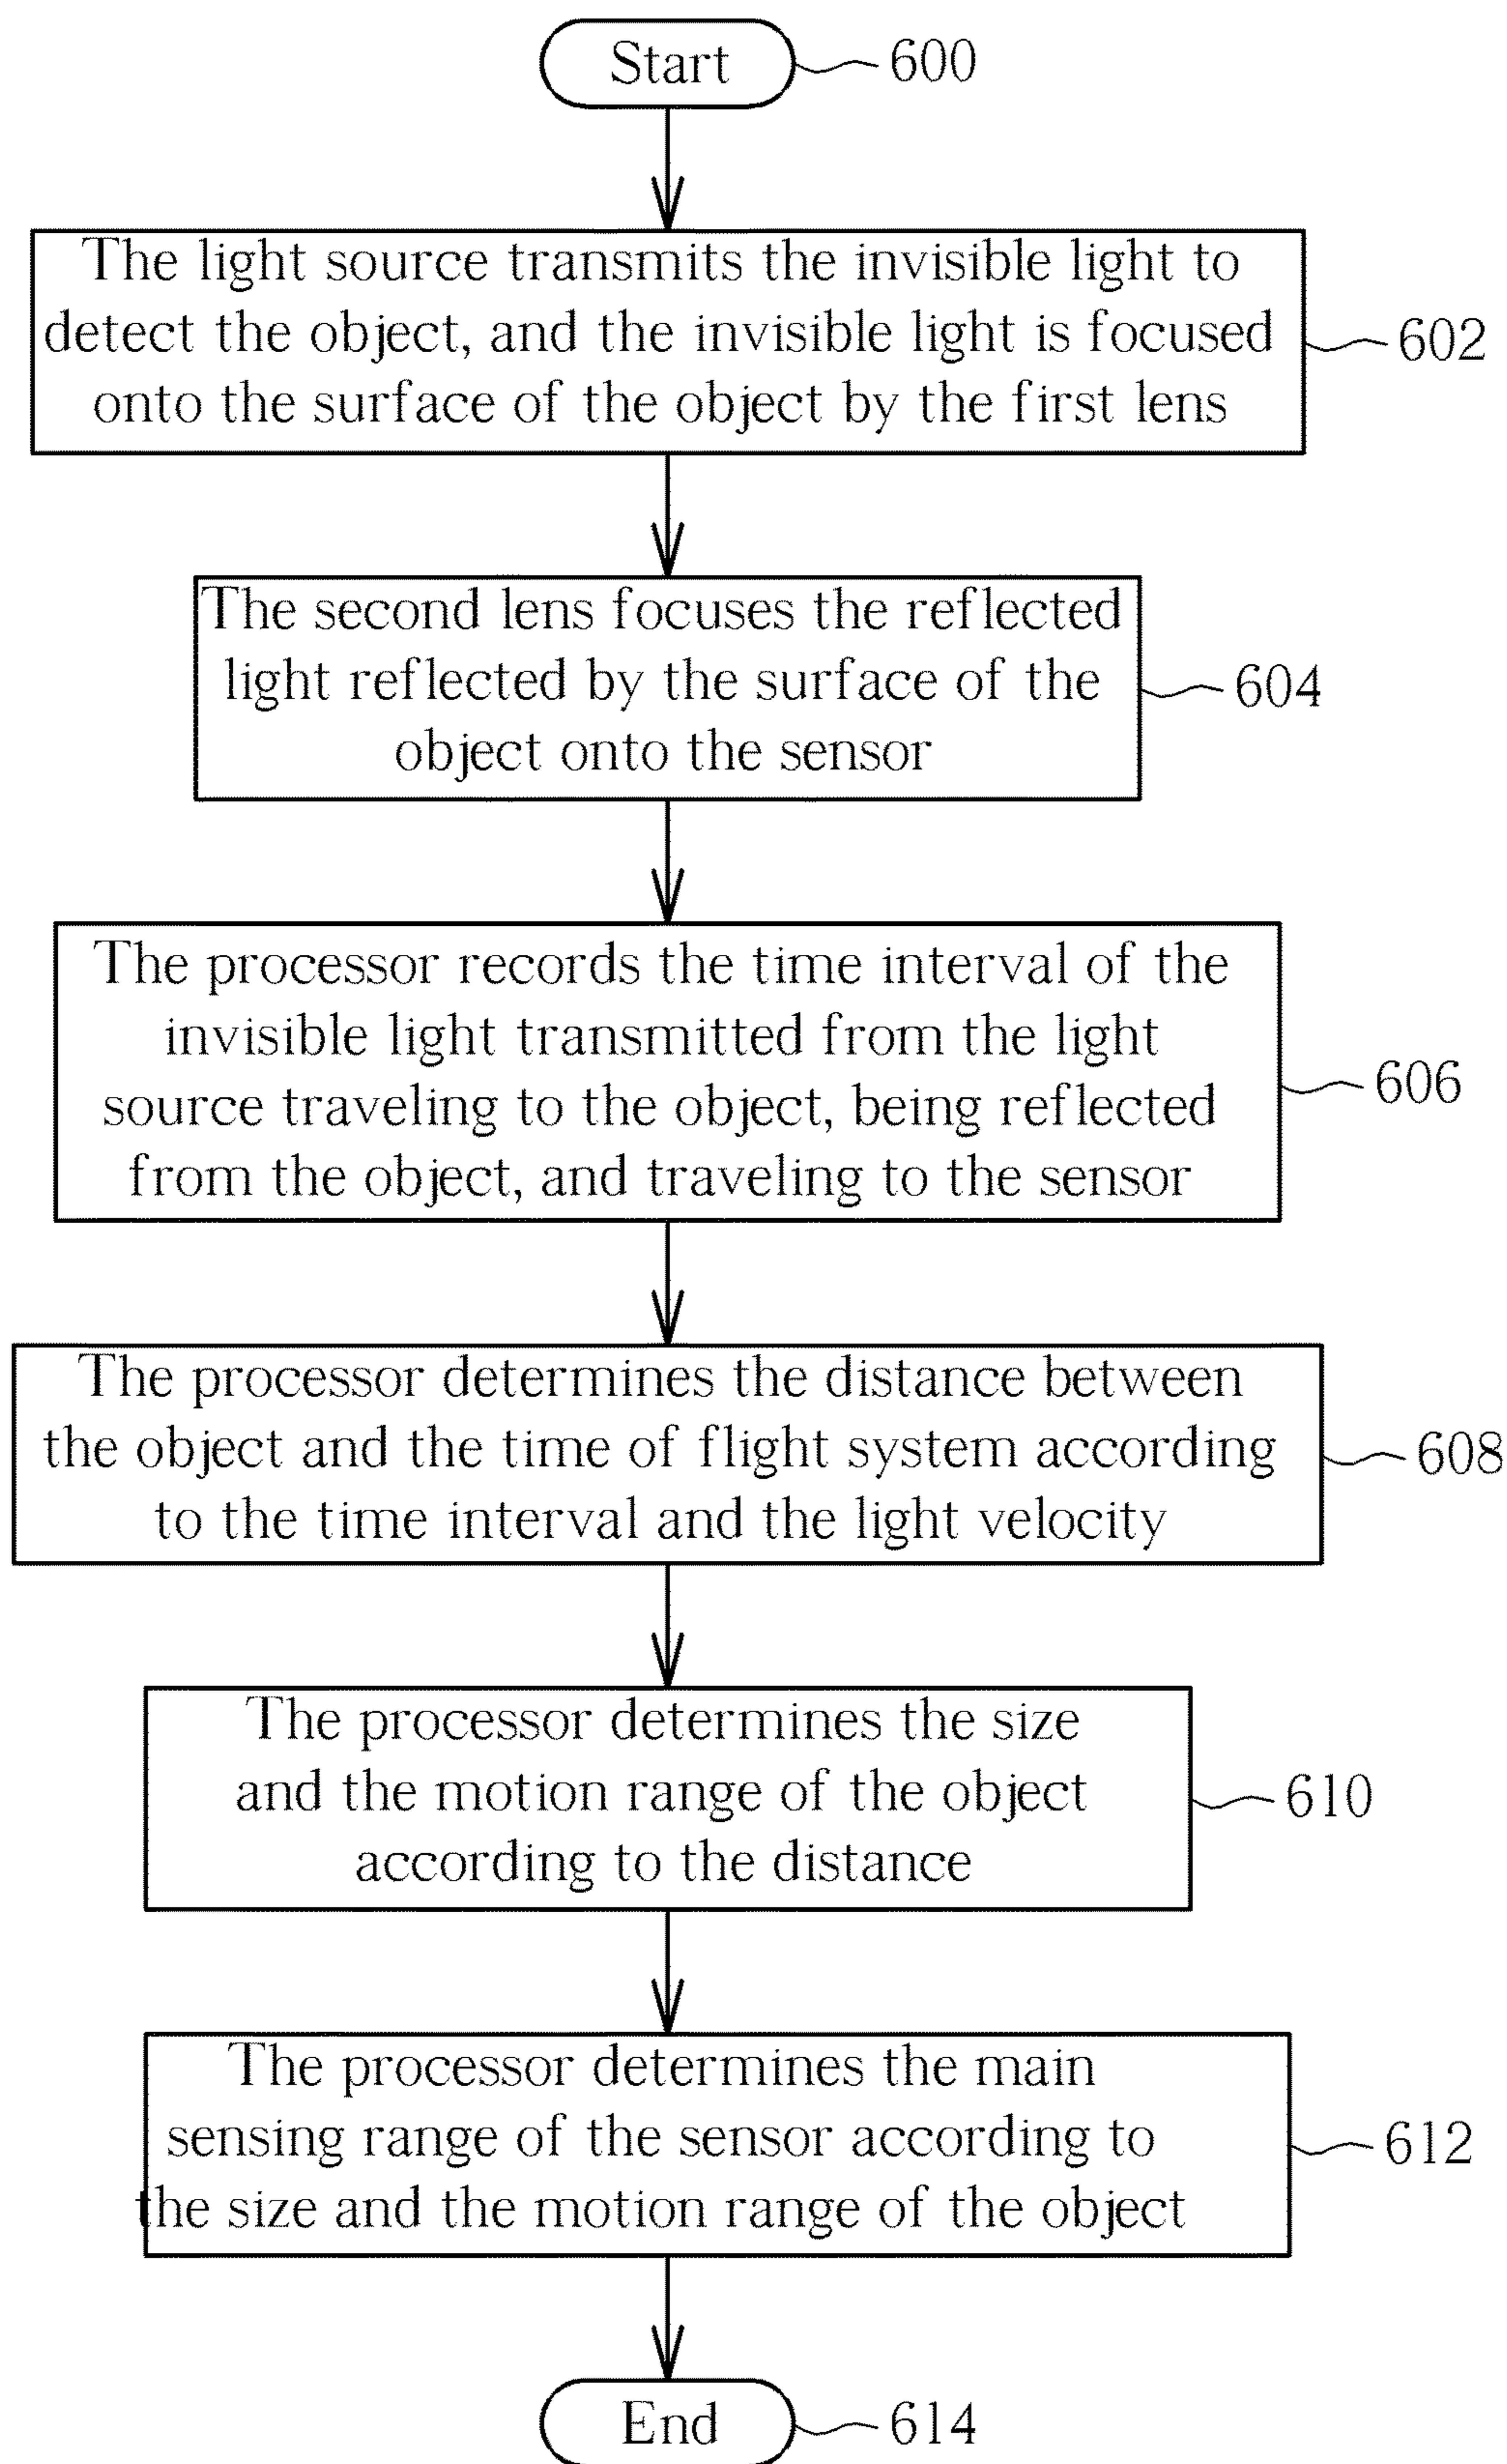 Start
600
The light source transmits the invisible light to
detect the object, and the invisible light is focused
onto the surface of the object by the first lens
602
The second lens focuses the reflected
light reflected by the surface of the
object onto the sensor
604
The processor records the time interval of the
invisible light transmitted from the light
source traveling to the object, being reflected
from the object, and traveling to the sensor
606
The processor determines the distance between
the object and the time of flight system according
to the time interval and the light velocity
608
The processor determines the size
and the motion range of the object
according to the distance
610
The processor determines the main
sensing range of the sensor according to
the size and the motion range of the object
612
End
614